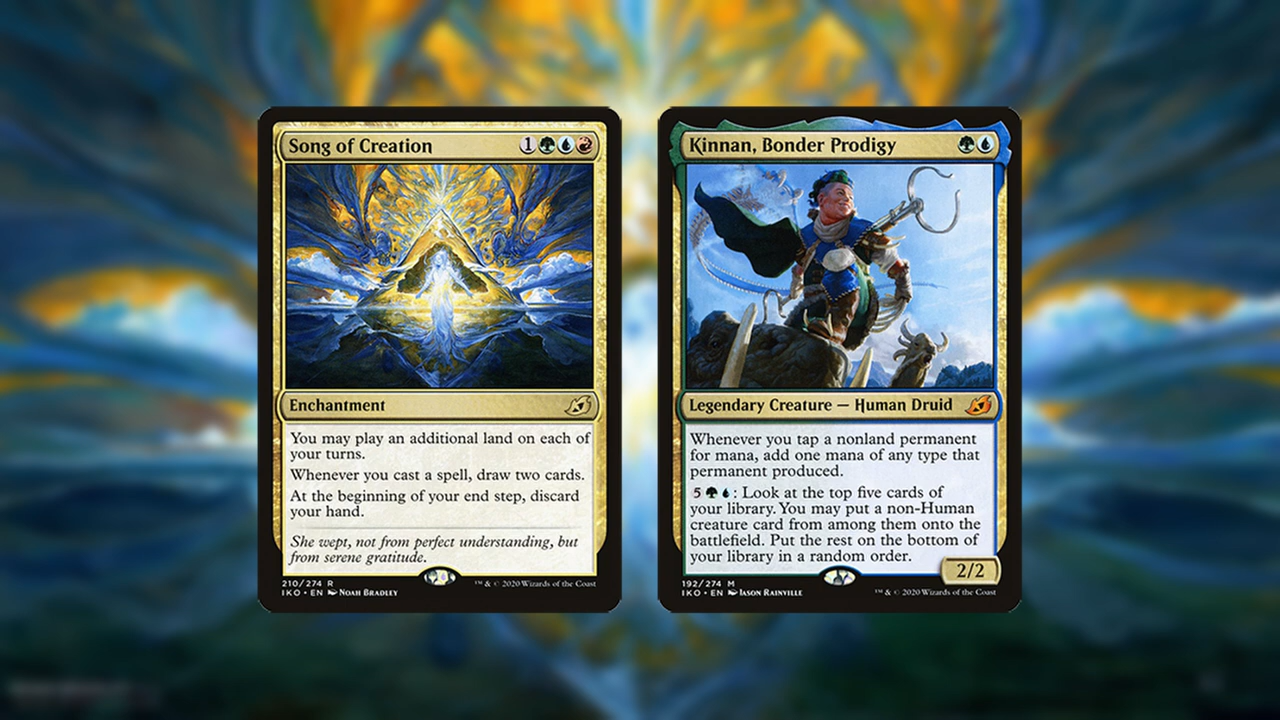 Song of Creation
1
Enchantment
You may play an additional land on each of
your turns.
Whenever you cast a spell, draw two cards.
At the beginning of your end step, discard
your hand.
She wept, not from perfect understanding, but
from serene gratitude.
210/274 R
IKO • EN NOAH BRADLEY
™ & © 2020 Wizards of the Coast
Kinnan, Bonder Prodigy
Legendary Creature — Human Druid
Whenever you tap a nonland permanent
for mana, add one mana of any type that
permanent produced.
5 : Look at the top five cards of
your library. You may put a non-Human
creature card from among them onto the
battlefield. Put the rest on the bottom of
your library in a random order.
2/2
192/274 M
IKO • EN JASON RAINVILLE
™ & © 2020 Wizards of the Coast